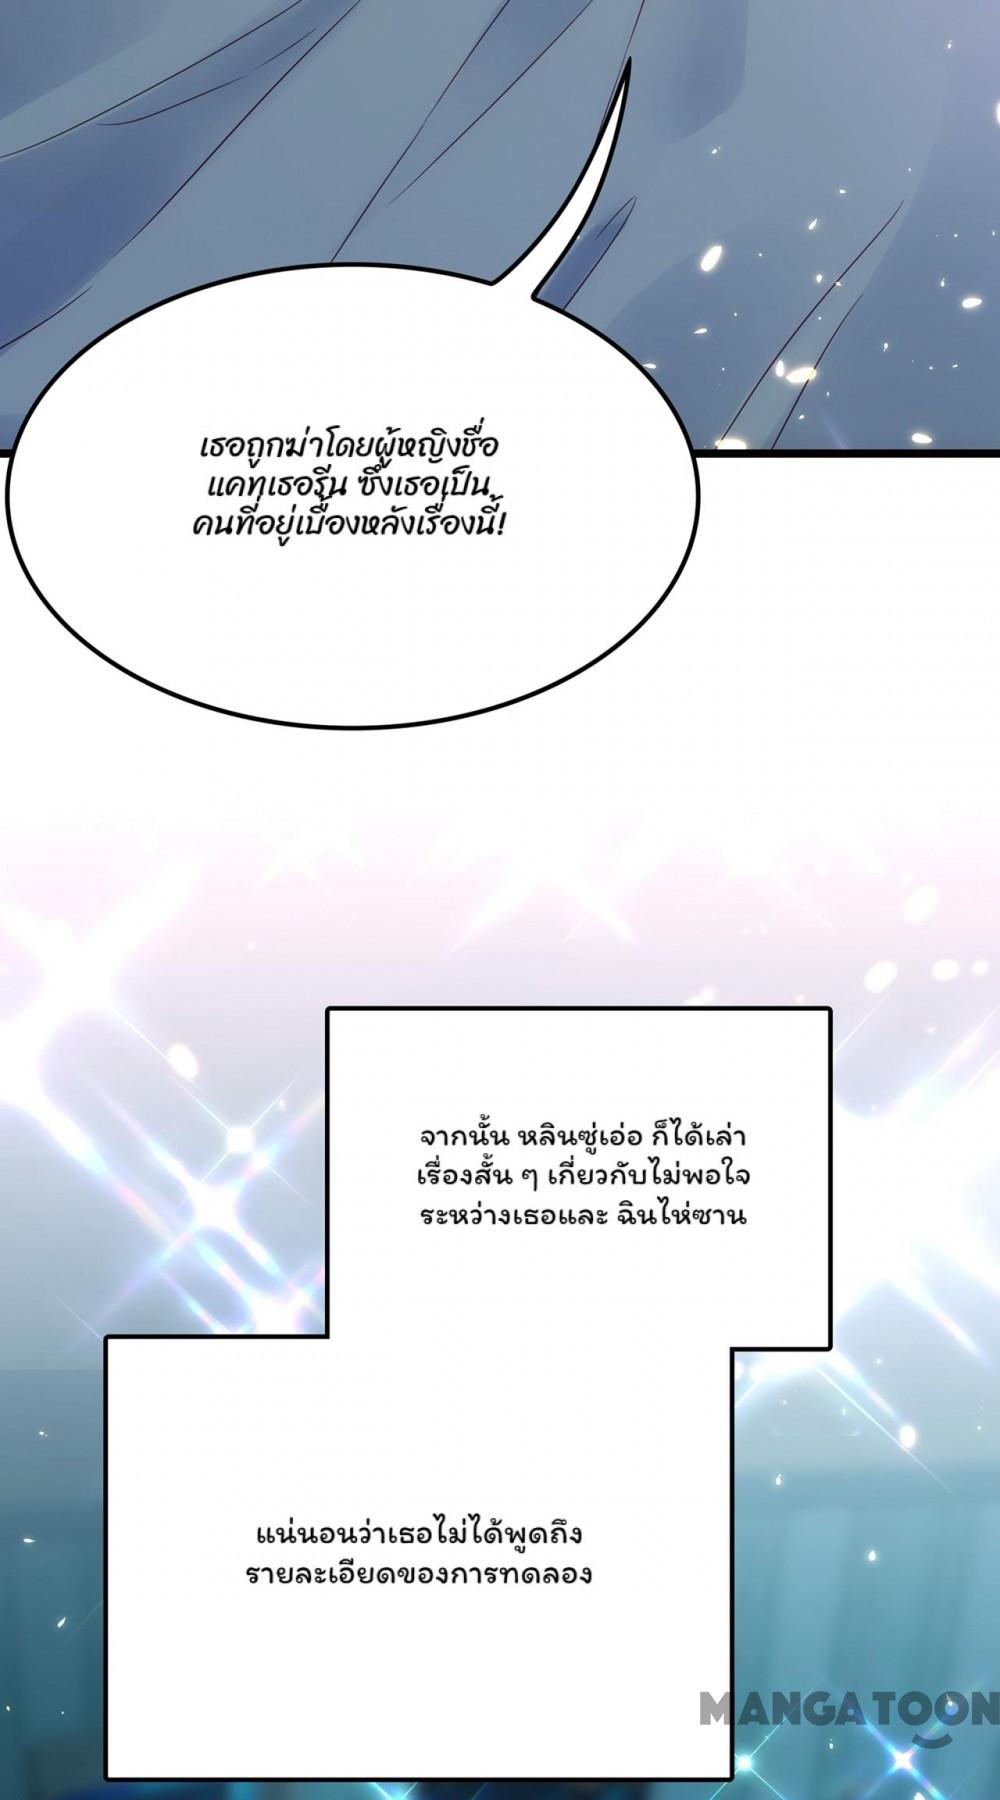 เธอถูกฆ่าโดยผู้หญิงชื่อ
แคทเธอรีน ซึ่งเธอเป็น
คนที่อยู่เบื้องหลังเรื่องนี้!
จากนั้น หลินซู่เอ่อ ก็ได้เล่า
เรื่องสั้น ๆ เกี่ยวกับไม่พอใจ
ระหว่างเธอและ ฉินไห่ซาน
แน่นอนว่าเธอไม่ได้พูดถึง
รายละเอียดของการทดลอง
MANGATOON